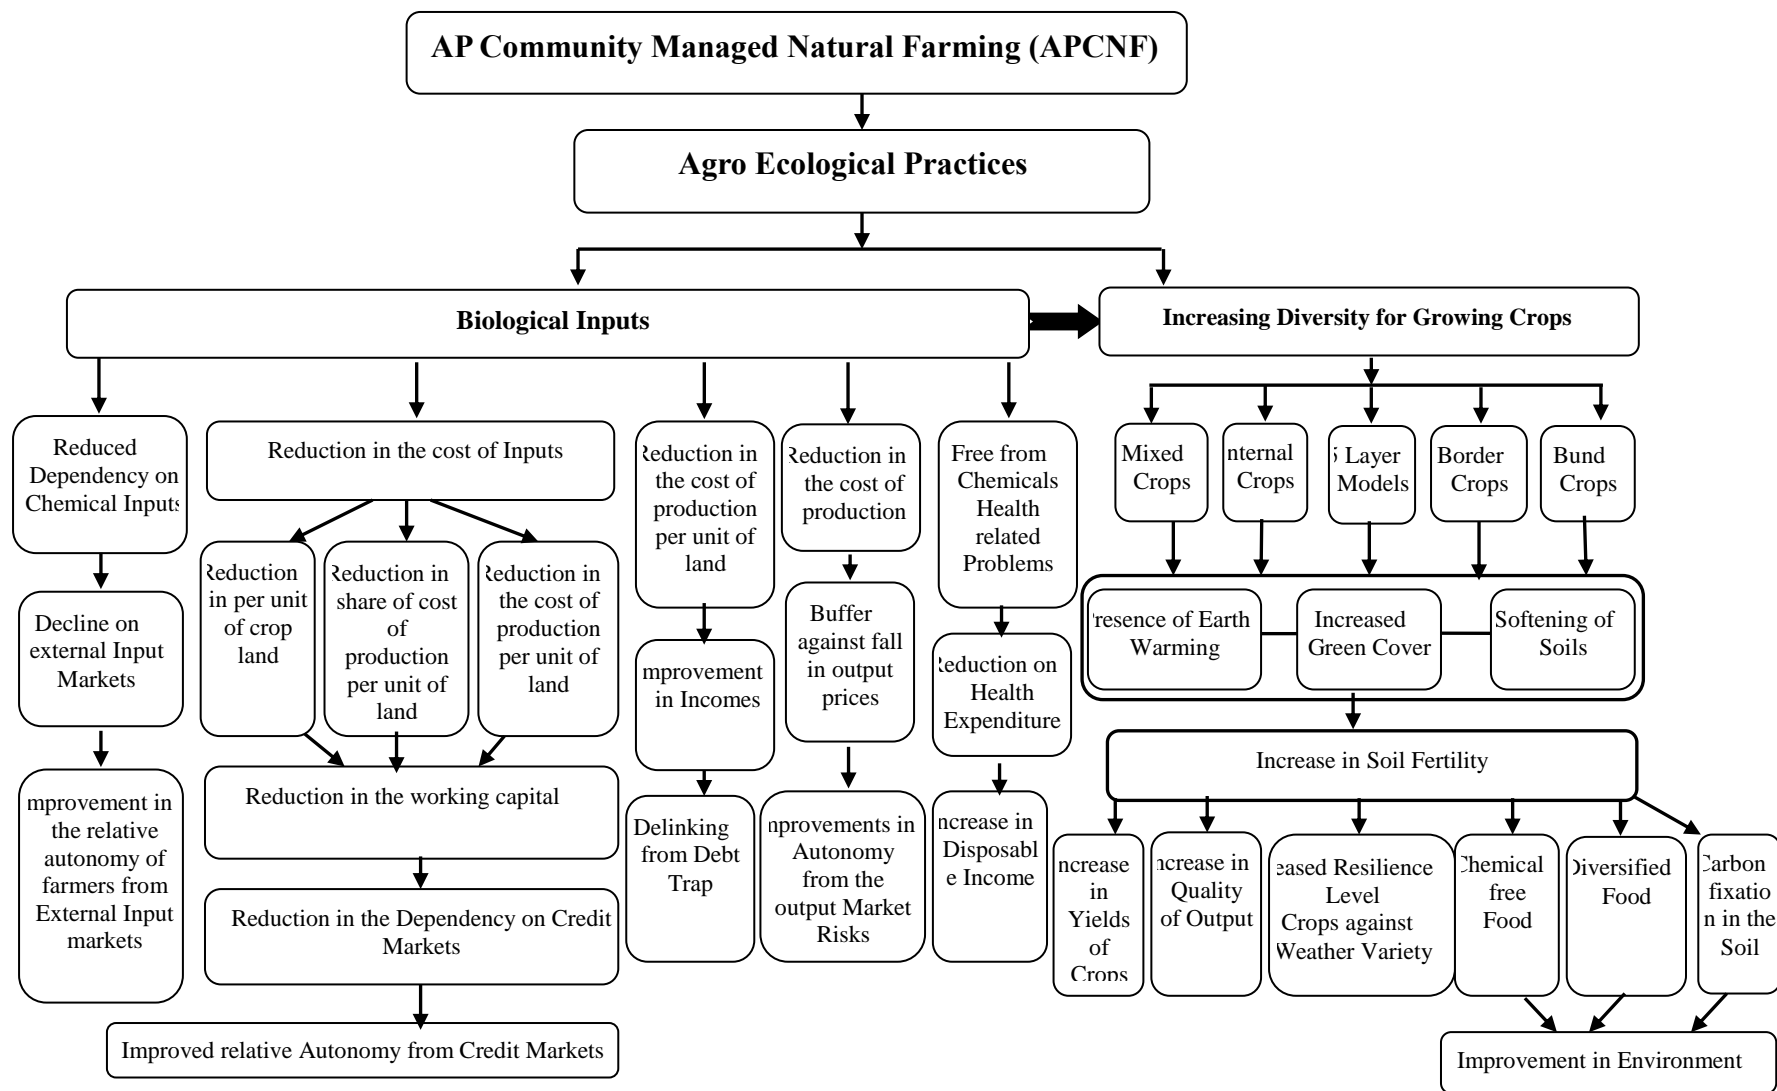 AP Community Managed Natural Farming (APCNF)
Agro Ecological Practices
Biological Inputs
Increasing Diversity for Growing Crops
Reduced
Dependency on
Chemical Inputs
Decline on
external Input
Markets
mprovement in
the relative
autonomy of
farmers from
External Input
markets
Reduction in the cost of Inputs
Reduction
in per unit
of crop
land
Reduction in
share of cost
of
production
per unit of
land
Reduction in
the cost of
production
per unit of
land
Reduction in the working capital
Reduction in the Dependency on Credit
Markets
Improved relative Autonomy from Credit Markets
Reduction in
the cost of
production
per unit of
land
mprovement
in Incomes
Delinking
from Debt
Trap
Reduction in
the cost of
production
Buffer
against fall
in output
prices
mprovements in
Autonomy
from the
output Market
Risks
Free from
Chemicals
Health
related
Problems
Reduction on
Health
Expenditure
ncrease in
Disposabl
e Income
Mixed
Crops
nternal
Crops
5 Layer
Models
Border
Crops
Bund
Crops
resence of Earth
Warming
Increased
Green Cover
Softening of
Soils
Increase in Soil Fertility
ncrease
in
Yields
of
Crops
ncrease in
Quality
of Output
eased Resilience
Level
Crops against
Weather Variety
Chemical
free
Food
Diversified
Food
Carbon
fixatio
n in the
Soil
Improvement in Environment